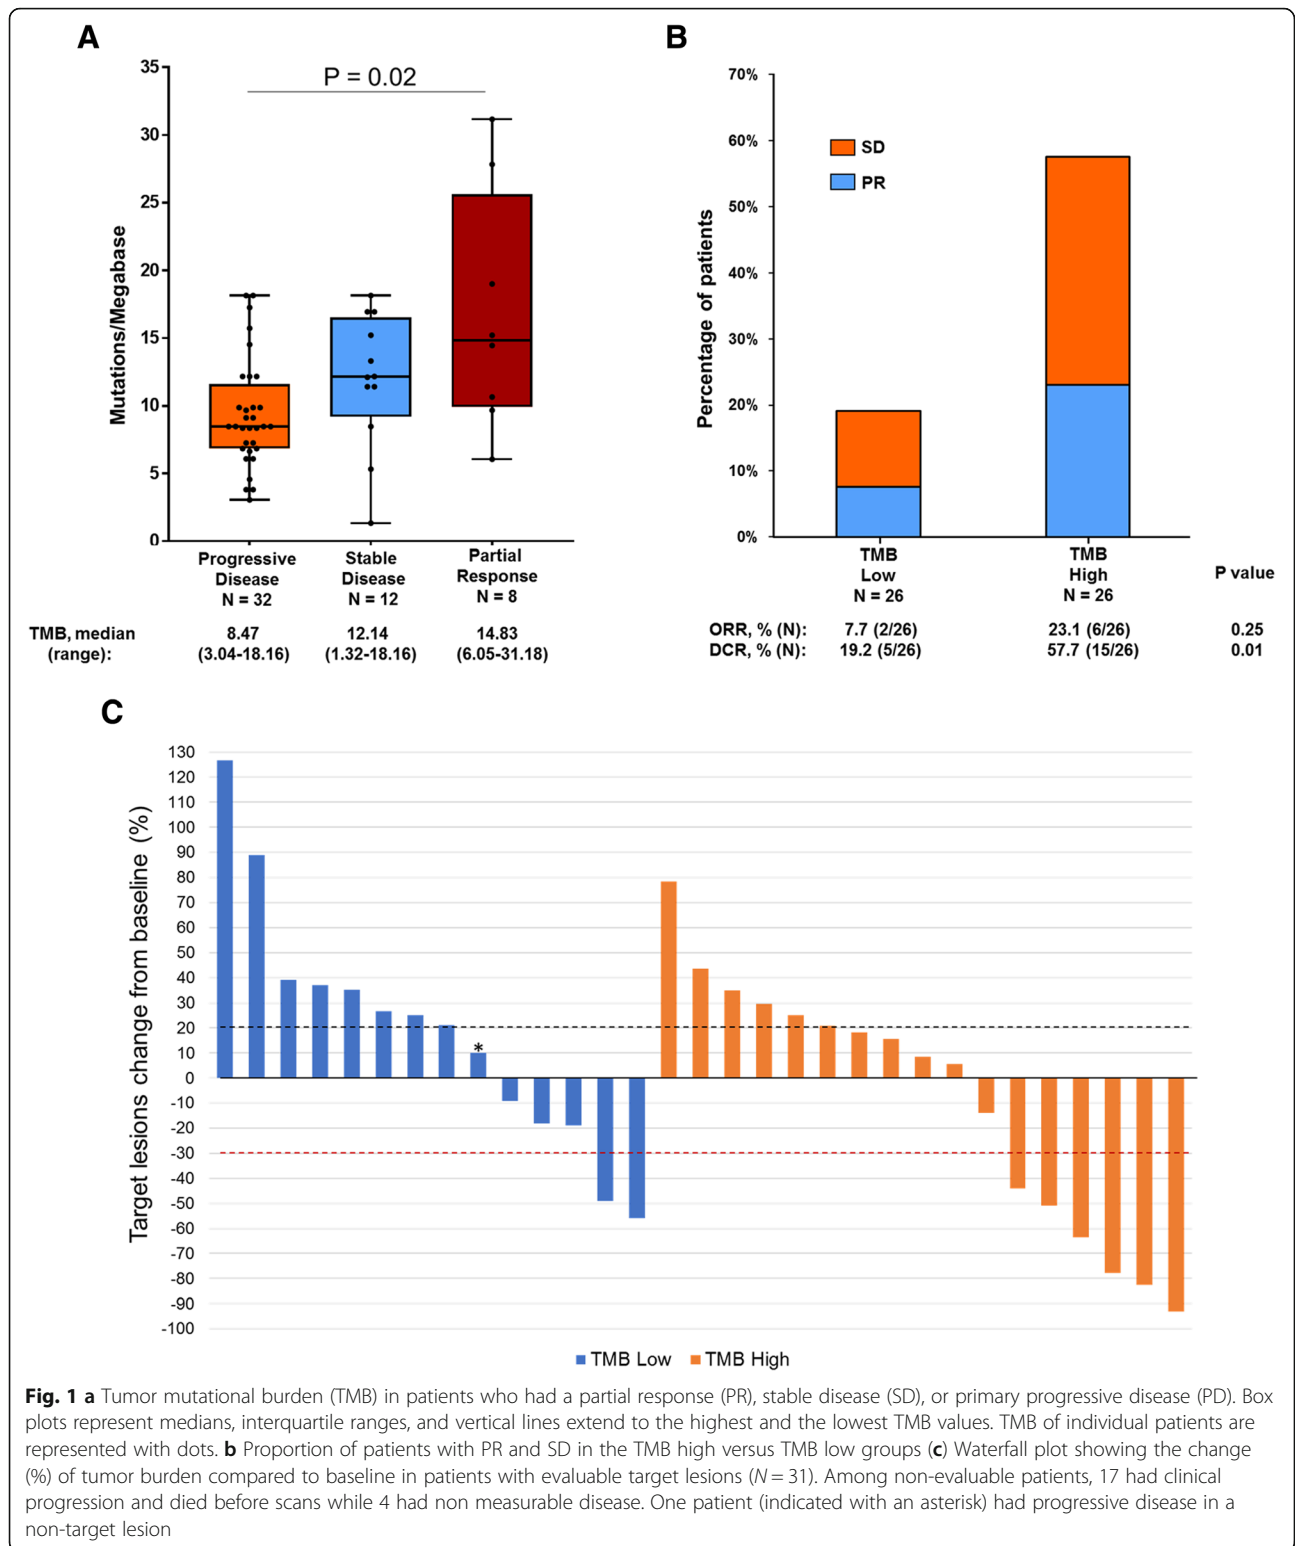 A
P = 0.02
Mutations/Megabase
35
30
25
20
15
10
5
0
Progressive
Disease
N = 32
Stable
Disease
N = 12
Partial
Response
N = 8
TMB, median
(range):
8.47
(3.04-18.16)
12.14
(1.32-18.16)
14.83
(6.05-31.18)
B
Percentage of patients
70%
60%
50%
40%
30%
20%
10%
0%
SD
PR
TMB
Low
N = 26
TMB
High
N = 26
P value
ORR, % (N): 7.7 (2/26) 23.1 (6/26) 0.25
DCR, % (N): 19.2 (5/26) 57.7 (15/26) 0.01
C
Target lesions change from baseline (%)
130
120
110
100
90
80
70
60
50
40
30
20
10
0
-10
-20
-30
-40
-50
-60
-70
-80
-90
-100
*
TMB Low TMB High
Fig. 1 a Tumor mutational burden (TMB) in patients who had a partial response (PR), stable disease (SD), or primary progressive disease (PD). Box
plots represent medians, interquartile ranges, and vertical lines extend to the highest and the lowest TMB values. TMB of individual patients are
represented with dots. b Proportion of patients with PR and SD in the TMB high versus TMB low groups (c) Waterfall plot showing the change
(%) of tumor burden compared to baseline in patients with evaluable target lesions (N = 31). Among non-evaluable patients, 17 had clinical
progression and died before scans while 4 had non measurable disease. One patient (indicated with an asterisk) had progressive disease in a
non-target lesion